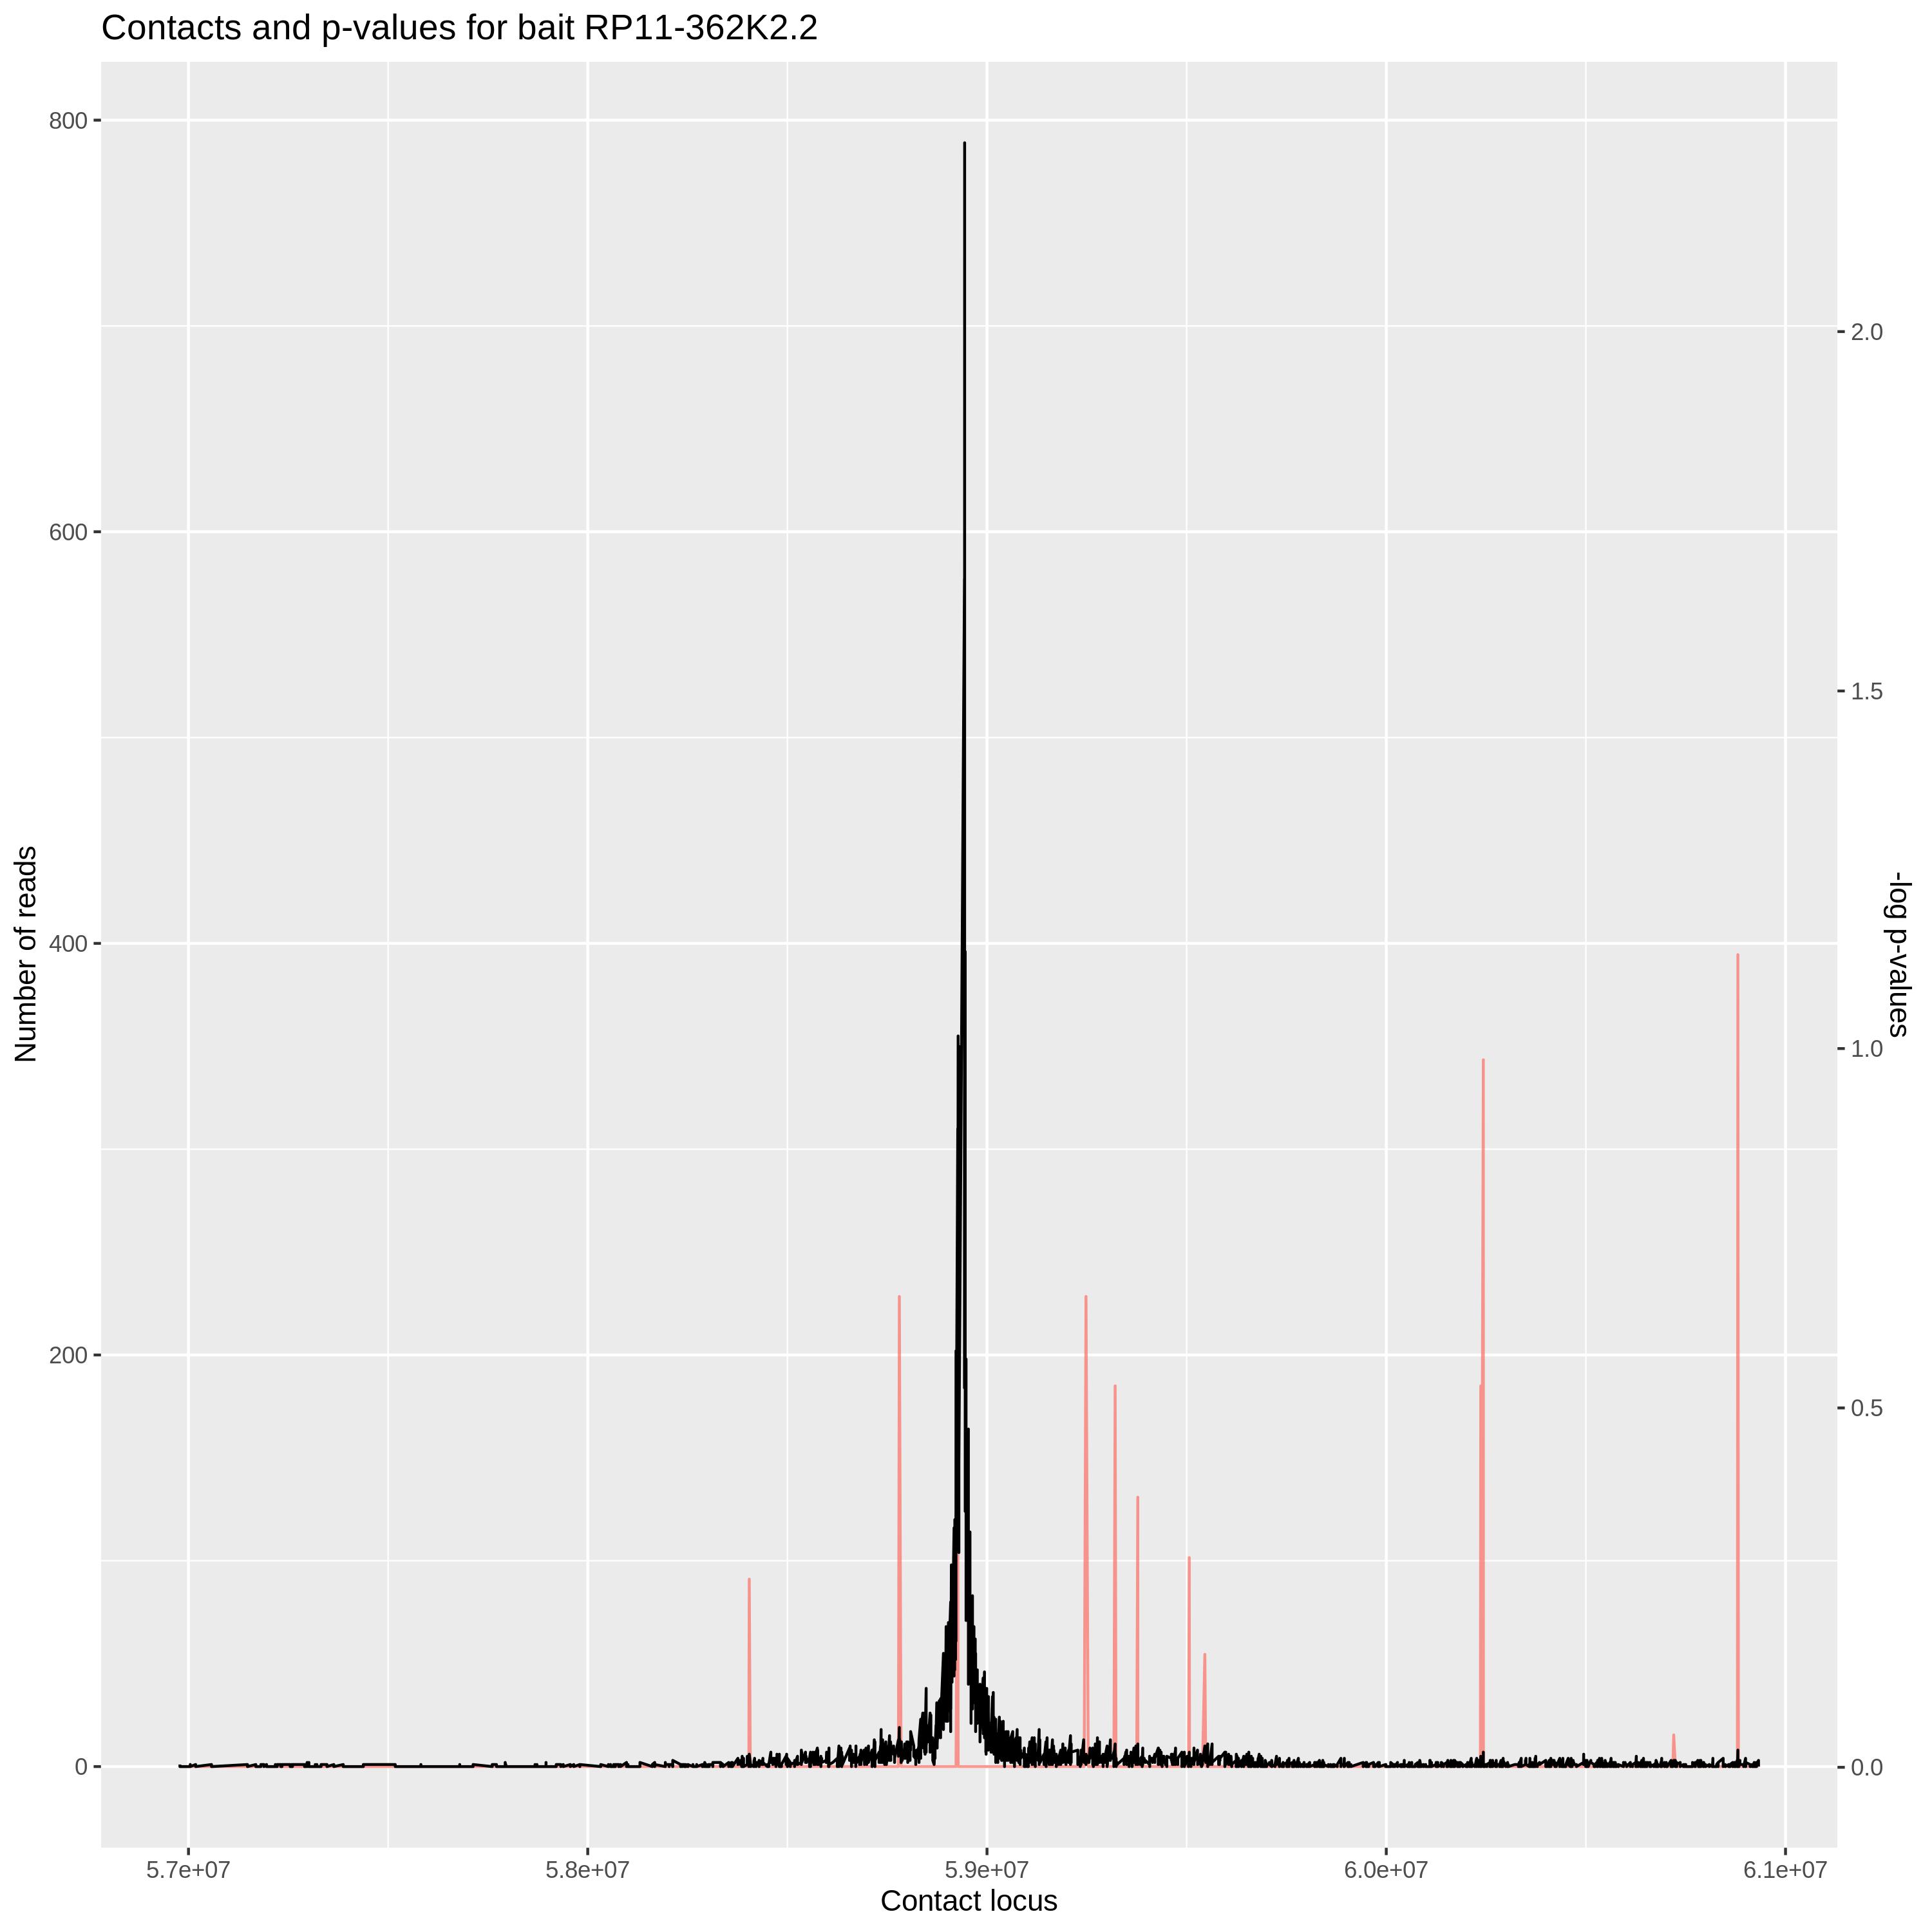 Contacts and p-values for bait RP11-362K2.2
800
600
400
200
0
Number of reads
2.0
1.5
1.0
0.5
0.0
-log p-values
5.7e+07
5.8e+07
5.9e+07
6.0e+07
6.1e+07
Contact locus